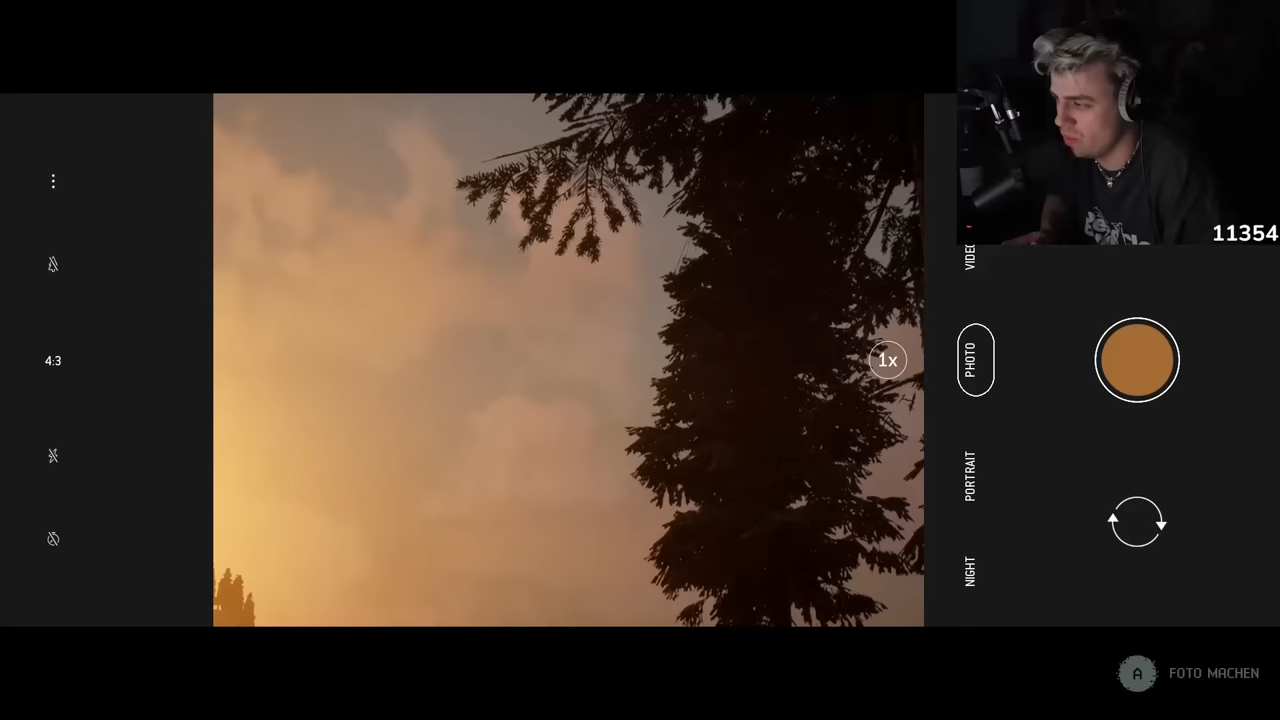 11354
VIDEO
4:3
1x
PHOTO
PORTRAIT
NIGHT
A
FOTO MACHEN